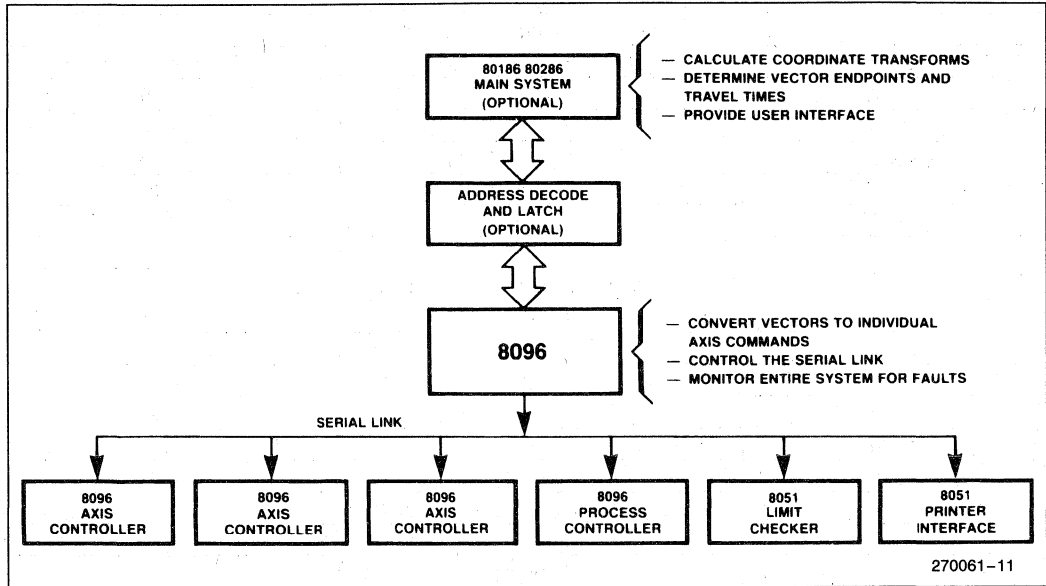 80186 80286
MAIN SYSTEM
(OPTIONAL)
— CALCULATE COORDINATE TRANSFORMS
— DETERMINE VECTOR ENDPOINTS AND
TRAVEL TIMES
— PROVIDE USER INTERFACE
ADDRESS DECODE
AND LATCH
(OPTIONAL)
8096
— CONVERT VECTORS TO INDIVIDUAL
AXIS COMMANDS
— CONTROL THE SERIAL LINK
— MONITOR ENTIRE SYSTEM FOR FAULTS
SERIAL LINK
8096
AXIS
CONTROLLER
8096
AXIS
CONTROLLER
8096
AXIS
CONTROLLER
8096
PROCESS
CONTROLLER
8051
LIMIT
CHECKER
8051
PRINTER
INTERFACE
270061–11